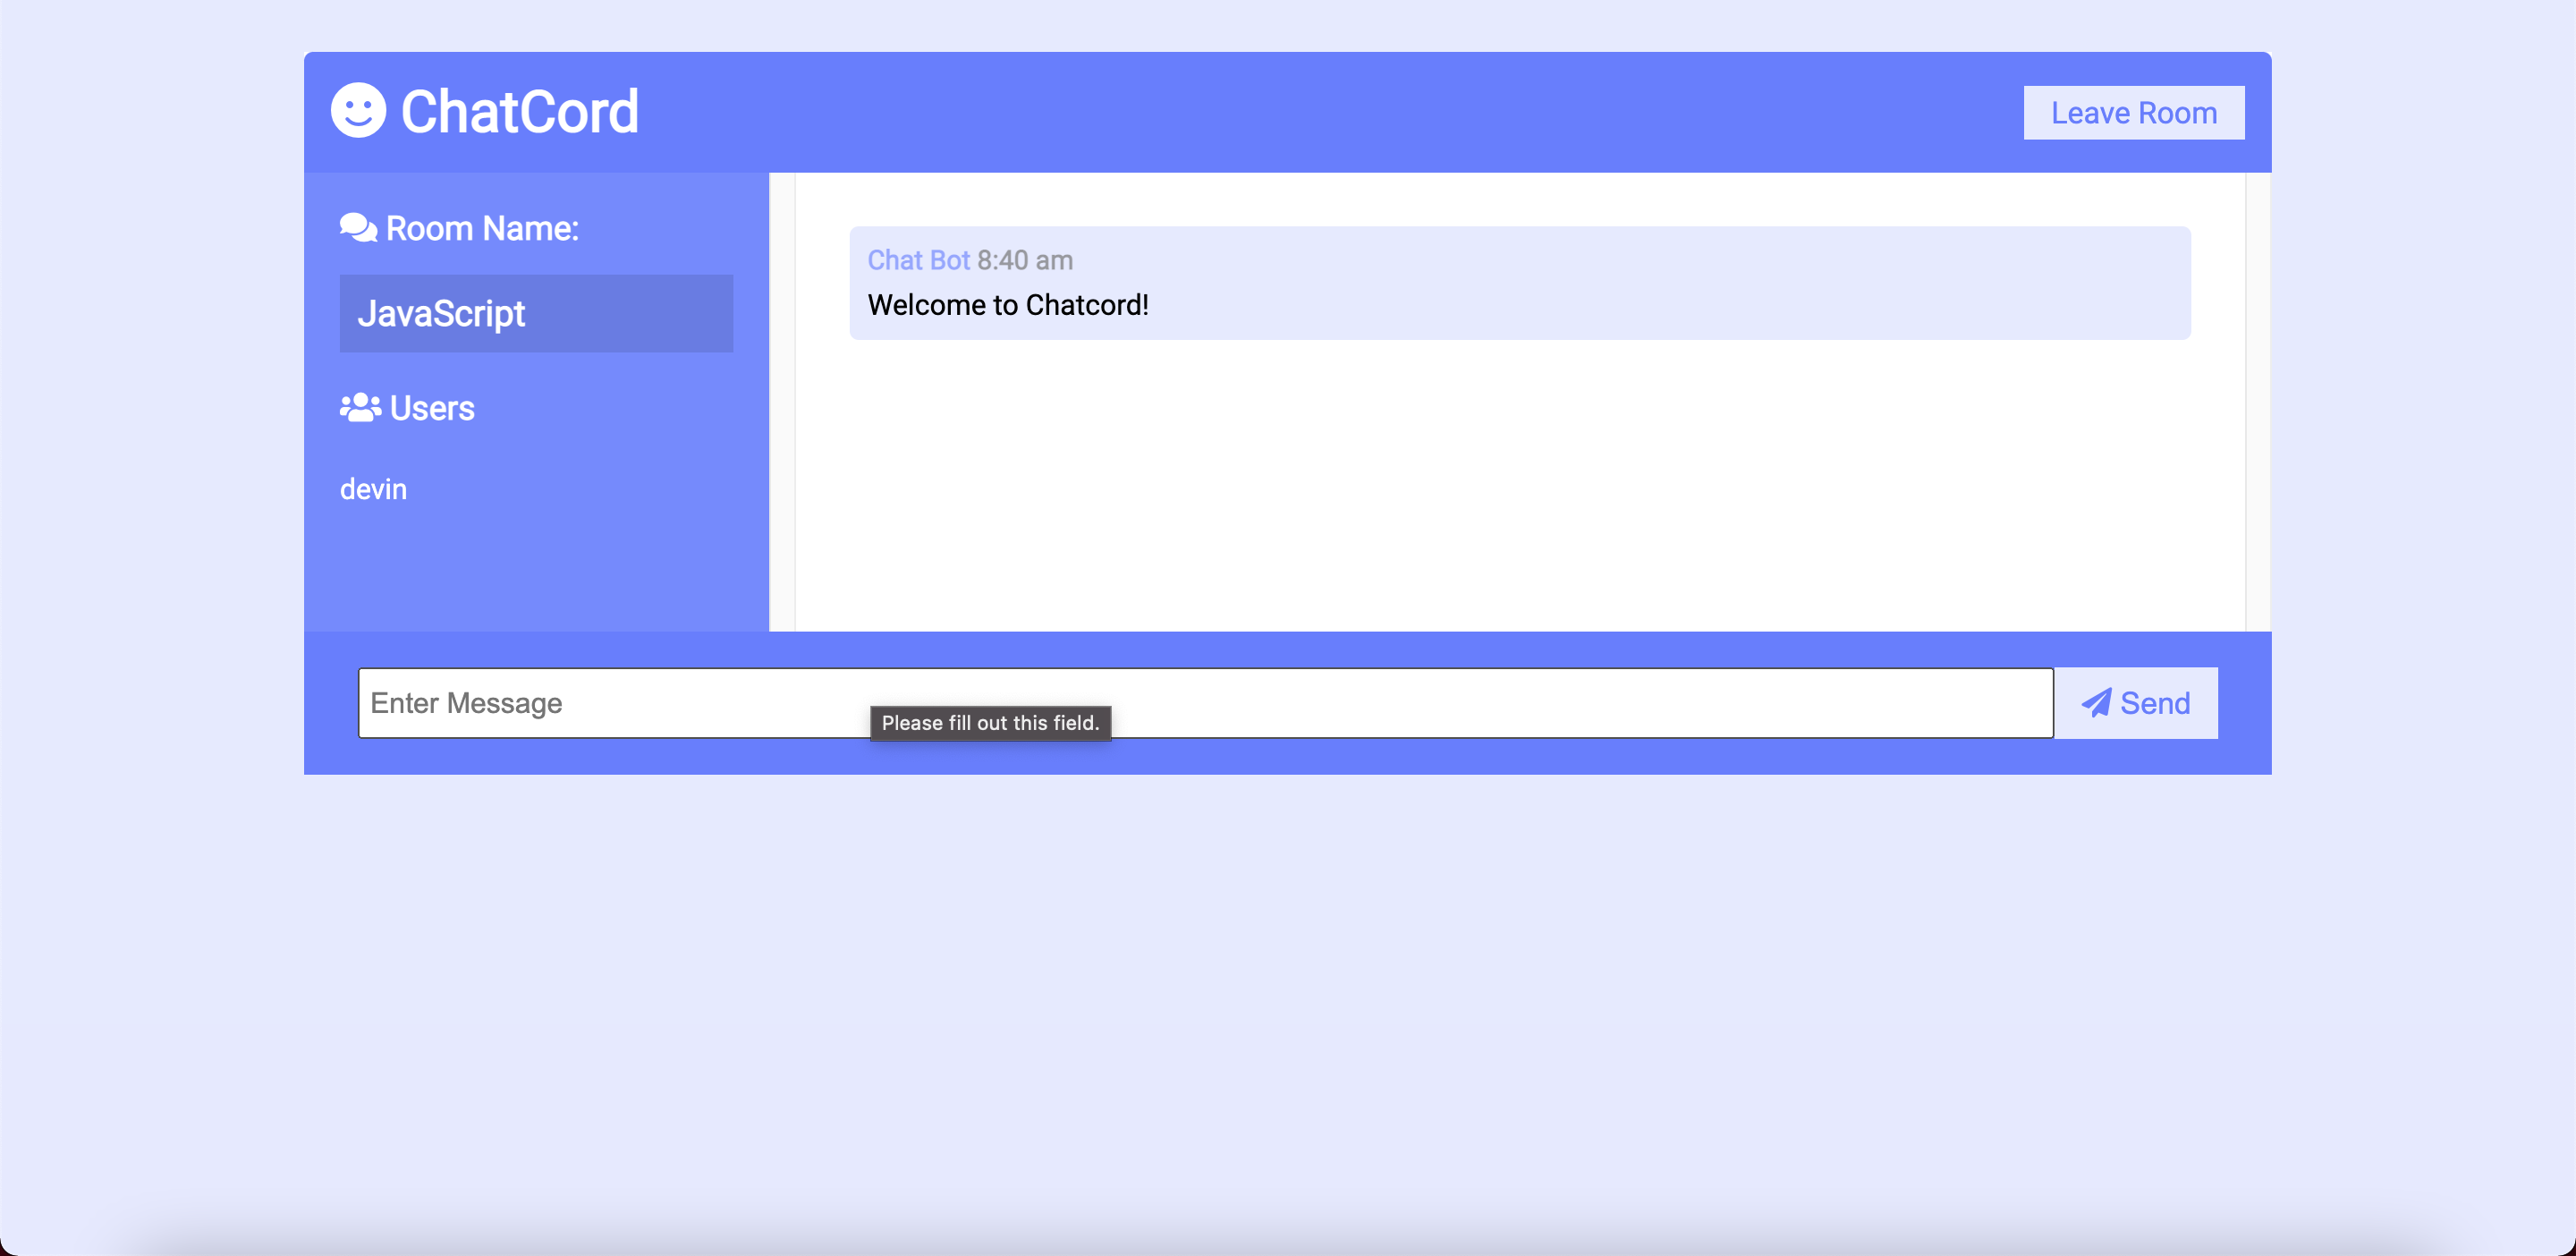 ChatCord
Leave Room
Room Name:
JavaScript
Users
devin
Chat Bot 8:40 am
Welcome to Chatcord!
Enter Message
Please fill out this field.
Send